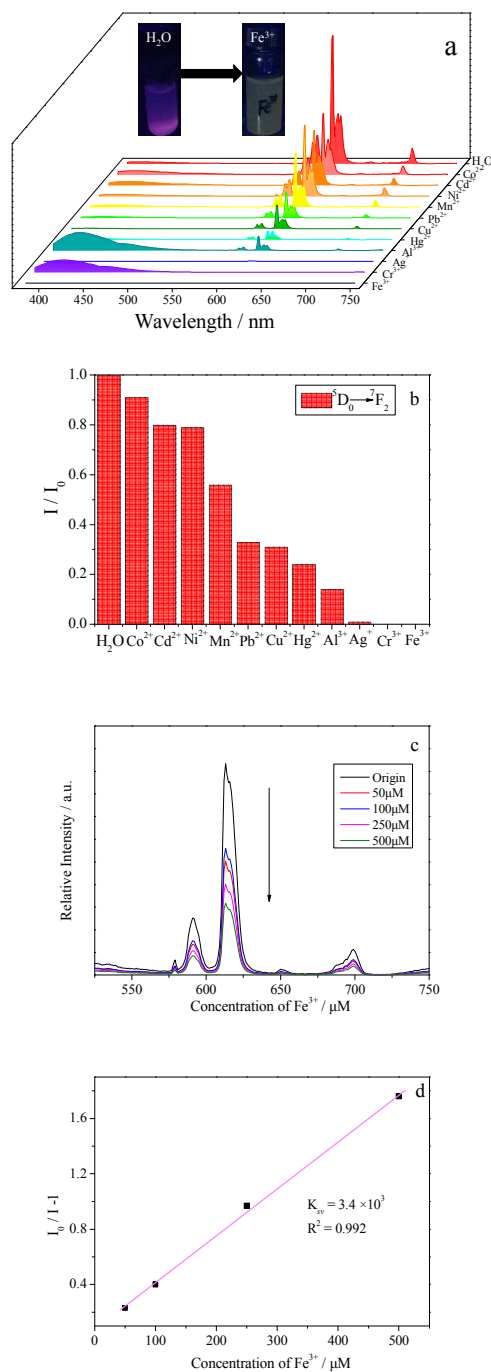 H₂O
Fe³⁺
a
H₂O
Co²⁺
Cd²⁺
Ni²⁺
Mn²⁺
Pb²⁺
Cu²⁺
Hg²⁺
Al³⁺
Ag⁺
Cr³⁺
Fe³⁺
400 450 500 550 600 650 700 750
Wavelength / nm
b
⁵D₀→⁷F₂
I / I₀
1.0
0.8
0.6
0.4
0.2
0.0
H₂O Co²⁺ Cd²⁺ Ni²⁺ Mn²⁺ Pb²⁺ Cu²⁺ Hg²⁺ Al³⁺ Ag⁺ Cr³⁺ Fe³⁺
c
Origin
50μM
100μM
250μM
500μM
Relative Intensity / a.u.
550 600 650 700 750
Concentration of Fe³⁺ / μM
d
I₀ / I -1
1.6
1.2
0.8
0.4
K_sv = 3.4 ×10³
R² = 0.992
0 100 200 300 400 500
Concentration of Fe³⁺ / μM